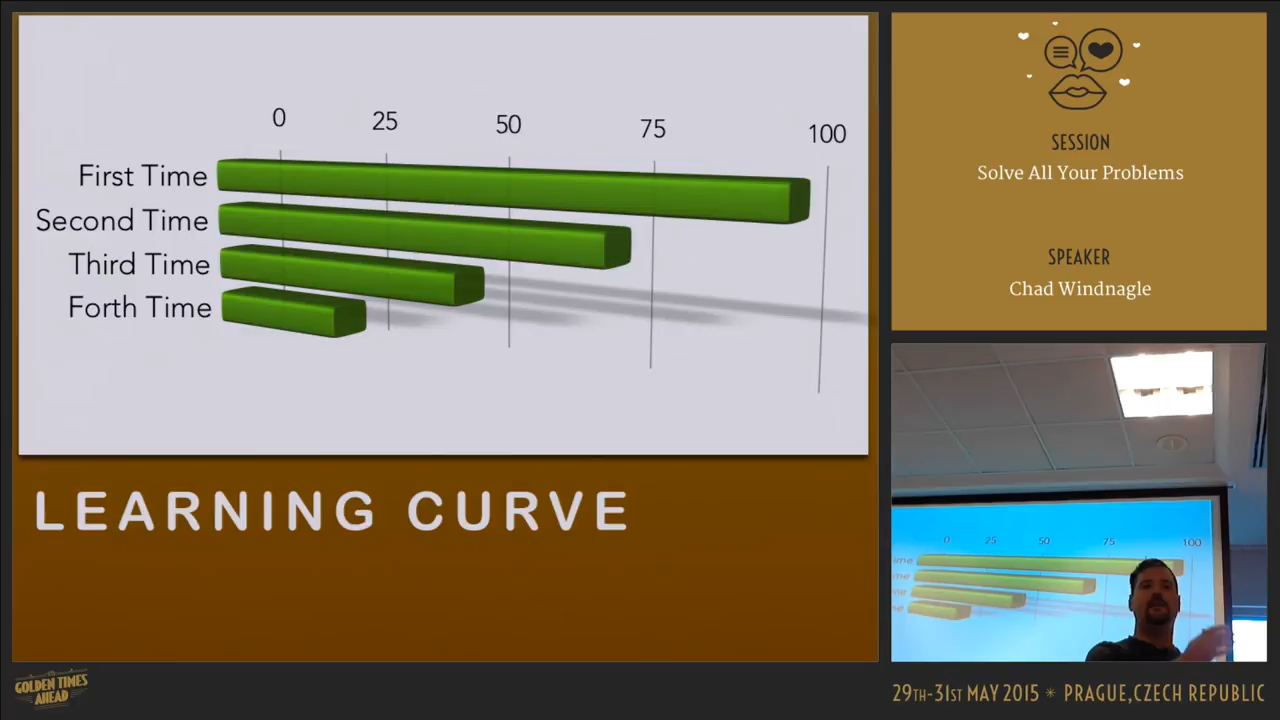 0 25 50 75 100
First Time
Second Time
Third Time
Forth Time
LEARNING CURVE
SESSION
Solve All Your Problems
SPEAKER
Chad Windnagle
0 25 50 75 100
GOLDEN TIMES
AHEAD
29TH-31ST MAY 2015 * PRAGUE, CZECH REPUBLIC